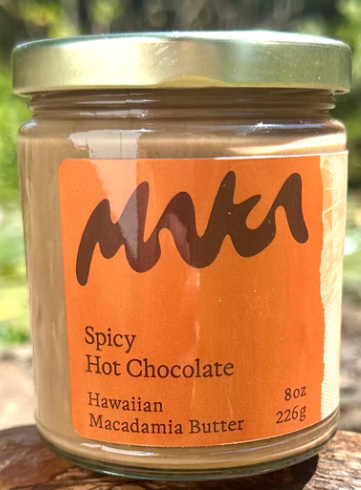 MAKA
Spicy
Hot Chocolate
Hawaiian
Macadamia Butter
8oz
226g